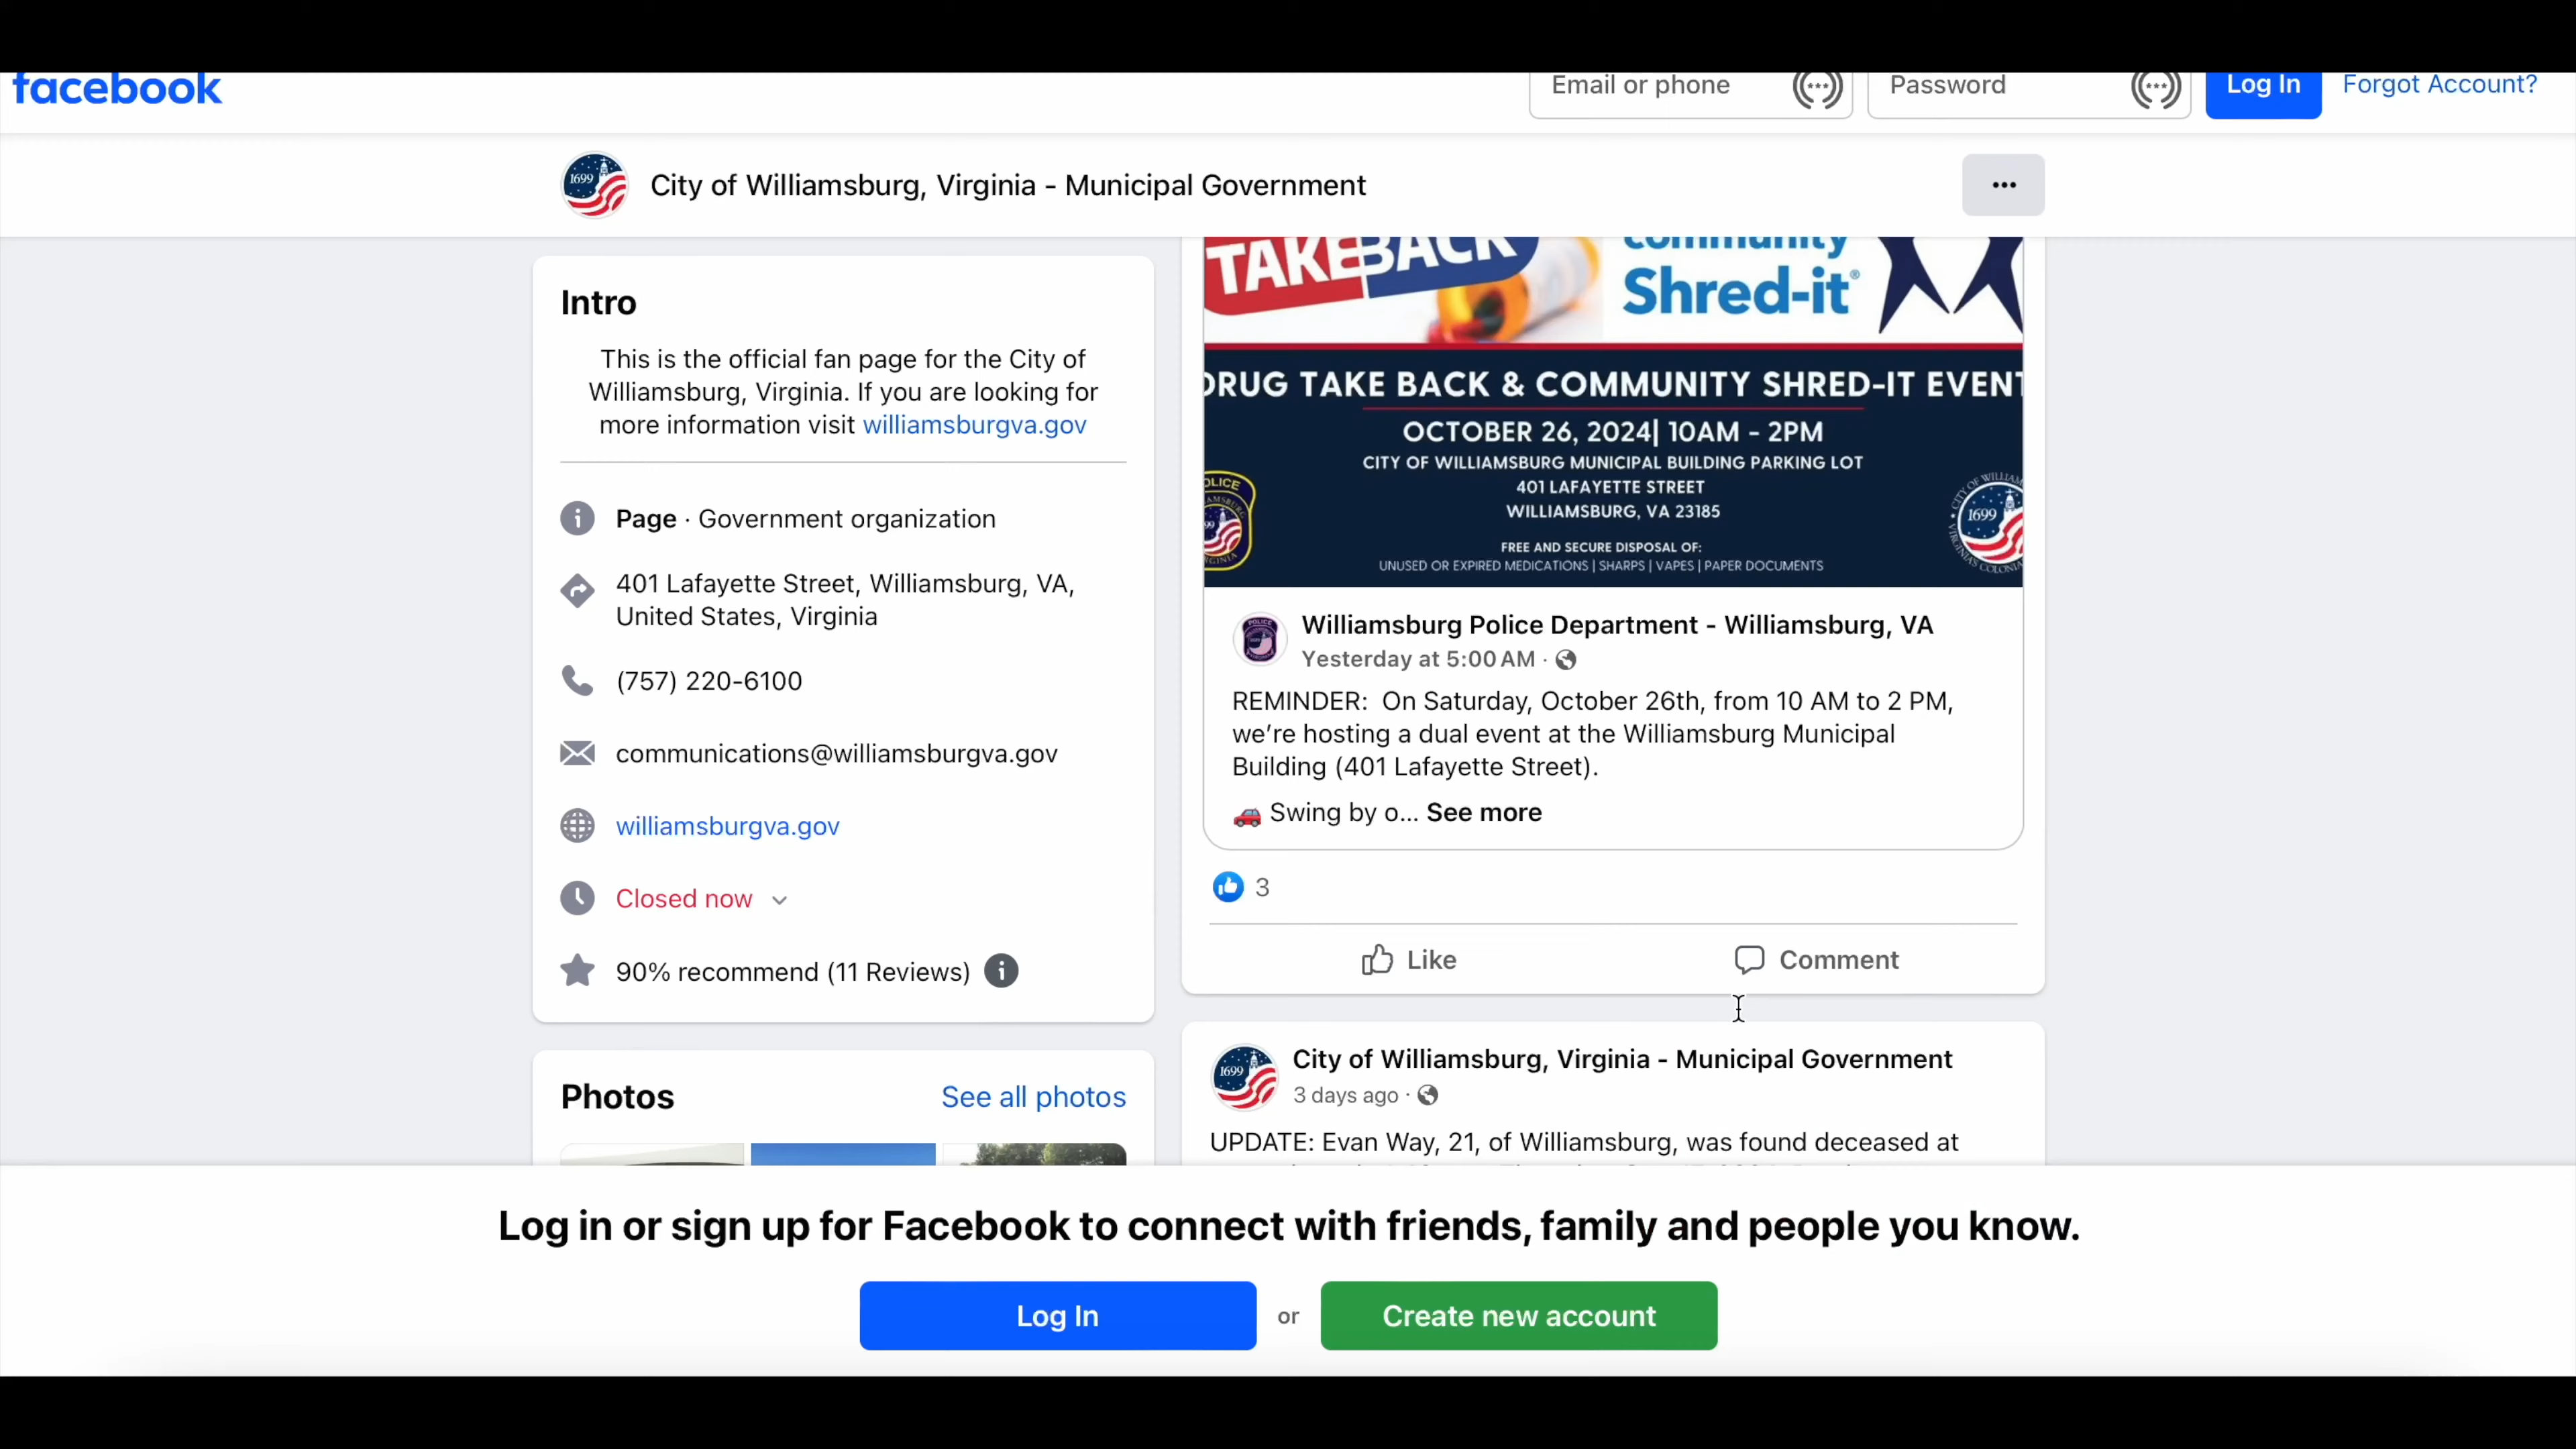 facebook
Email or phone
Password
Log In
Forgot Account?
1699
City of Williamsburg, Virginia - Municipal Government
Intro
This is the official fan page for the City of
Williamsburg, Virginia. If you are looking for
more information visit williamsburgva.gov
Page · Government organization
401 Lafayette Street, Williamsburg, VA,
United States, Virginia
(757) 220-6100
communications@williamsburgva.gov
williamsburgva.gov
Closed now
90% recommend (11 Reviews)
Photos
See all photos
TAKE BACK
Community
Shred-it®
DRUG TAKE BACK & COMMUNITY SHRED-IT EVENT
OCTOBER 26, 2024| 10AM - 2PM
CITY OF WILLIAMSBURG MUNICIPAL BUILDING PARKING LOT
401 LAFAYETTE STREET
WILLIAMSBURG, VA 23185
FREE AND SECURE DISPOSAL OF:
UNUSED OR EXPIRED MEDICATIONS | SHARPS | VAPES | PAPER DOCUMENTS
1699
Williamsburg Police Department - Williamsburg, VA
Yesterday at 5:00 AM ·
REMINDER: On Saturday, October 26th, from 10 AM to 2 PM,
we're hosting a dual event at the Williamsburg Municipal
Building (401 Lafayette Street).
🚗 Swing by o... See more
3
Like
Comment
1699
City of Williamsburg, Virginia - Municipal Government
3 days ago ·
UPDATE: Evan Way, 21, of Williamsburg, was found deceased at
Log in or sign up for Facebook to connect with friends, family and people you know.
Log In
or
Create new account